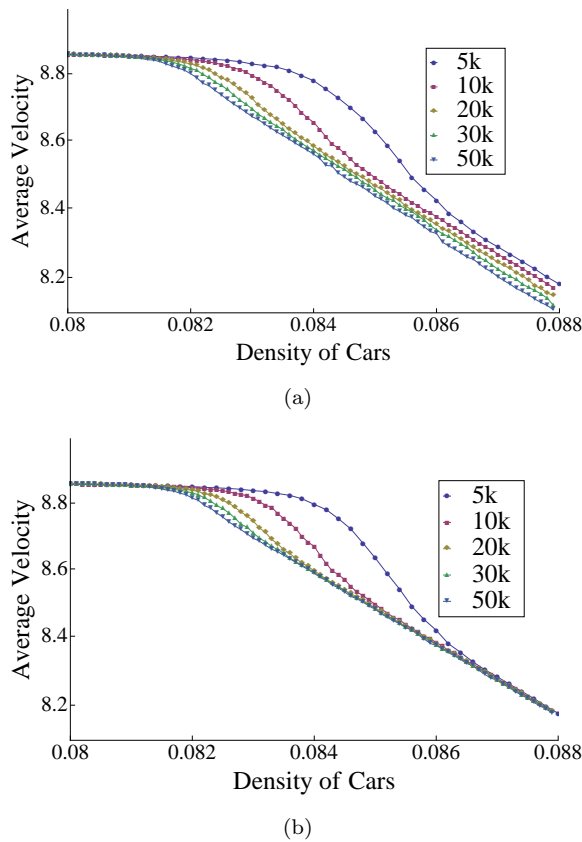 8.8
8.6
8.4
8.2
Average Velocity
5k
10k
20k
30k
50k
0.08
0.082
0.084
0.086
0.088
Density of Cars
(a)
8.8
8.6
8.4
8.2
Average Velocity
5k
10k
20k
30k
50k
0.08
0.082
0.084
0.086
0.088
Density of Cars
(b)